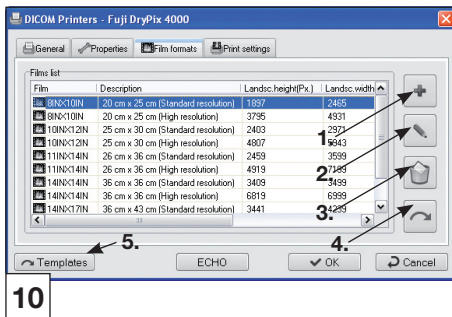 DICOM Printers - Fuji DryPix 4000
General Properties Film formats Print settings
Films list
Film Description Landsc.height(Px.) Landsc.width
8INX10IN 20 cm x 25 cm (Standard resolution) 1897 2465
8INX10IN 20 cm x 25 cm (High resolution) 3795 4931
10INX12IN 25 cm x 30 cm (Standard resolution) 2403 2971
10INX12IN 25 cm x 30 cm (High resolution) 4807 5943
11INX14IN 26 cm x 36 cm (Standard resolution) 2459 3599
11INX14IN 26 cm x 36 cm (High resolution) 4919 7199
14INX14IN 36 cm x 36 cm (Standard resolution) 3409 3499
14INX14IN 36 cm x 36 cm (High resolution) 6819 6999
14INX17IN 36 cm x 43 cm (Standard resolution) 3441 4239
1.
2.
3.
4.
5.
Templates ECHO OK Cancel
10